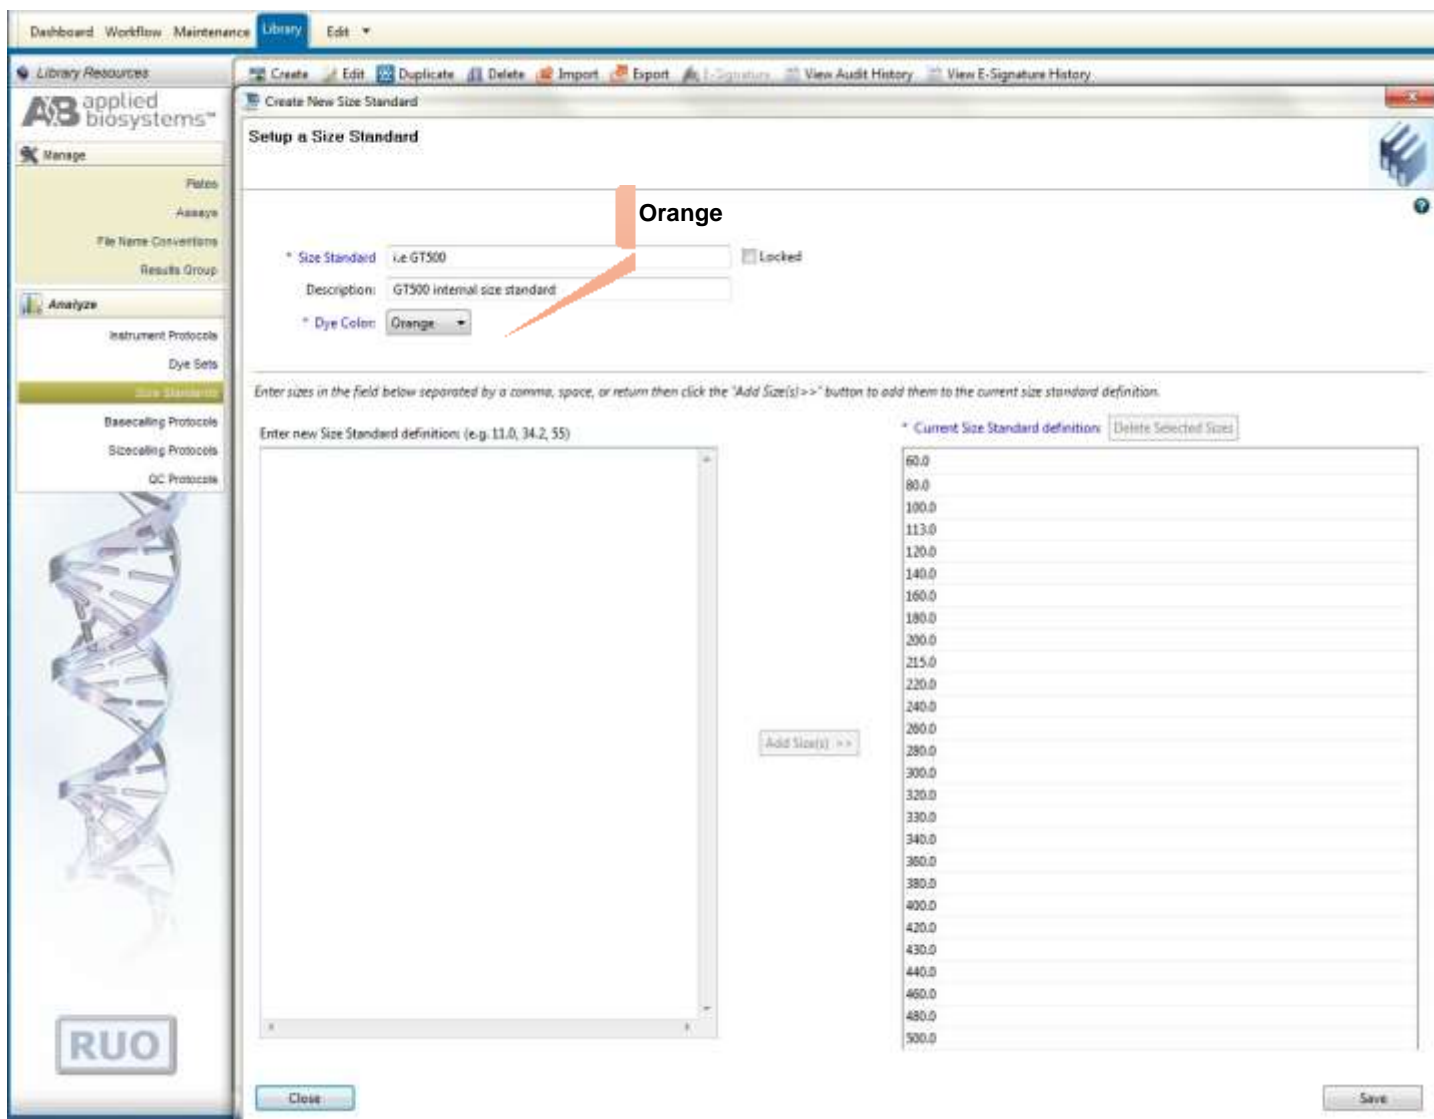 Dashboard Workflow Maintenance Library Edit
Library Resources
Create Edit Duplicate Delete Import Export E-Signature View Audit History View E-Signature History
AB applied biosystems™
Create New Size Standard
Setup a Size Standard
Manage
Plates
Assays
File Name Conventions
Results Group
Orange
* Size Standard i.e GT500 Locked
Description: GT500 internal size standard
* Dye Color: Orange
Analyze
Instrument Protocols
Dye Sets
Size Standards
Basecalling Protocols
Sizecalling Protocols
QC Protocols
Enter sizes in the field below separated by a comma, space, or return then click the "Add Size(s)>>" button to add them to the current size standard definition.
Enter new Size Standard definition: (e.g. 11.0, 34.2, 55)
* Current Size Standard definition: Delete Selected Sizes
60.0
80.0
100.0
113.0
120.0
140.0
160.0
180.0
200.0
215.0
220.0
240.0
260.0
280.0
300.0
320.0
330.0
340.0
360.0
380.0
400.0
420.0
430.0
440.0
460.0
480.0
500.0
Add Size(s) >>
RUO
Close
Save